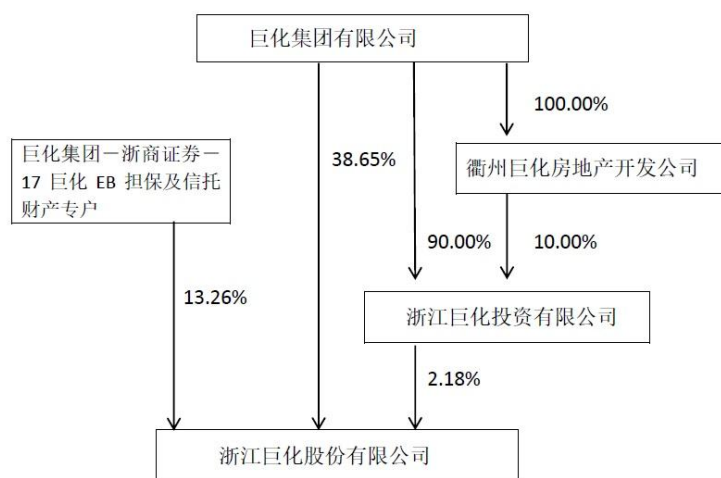 巨化集团有限公司
100.00%
巨化集团－浙商证券－
17 巨化 EB 担保及信托
财产专户
38.65%
衢州巨化房地产开发公司
90.00%
10.00%
13.26%
浙江巨化投资有限公司
2.18%
浙江巨化股份有限公司